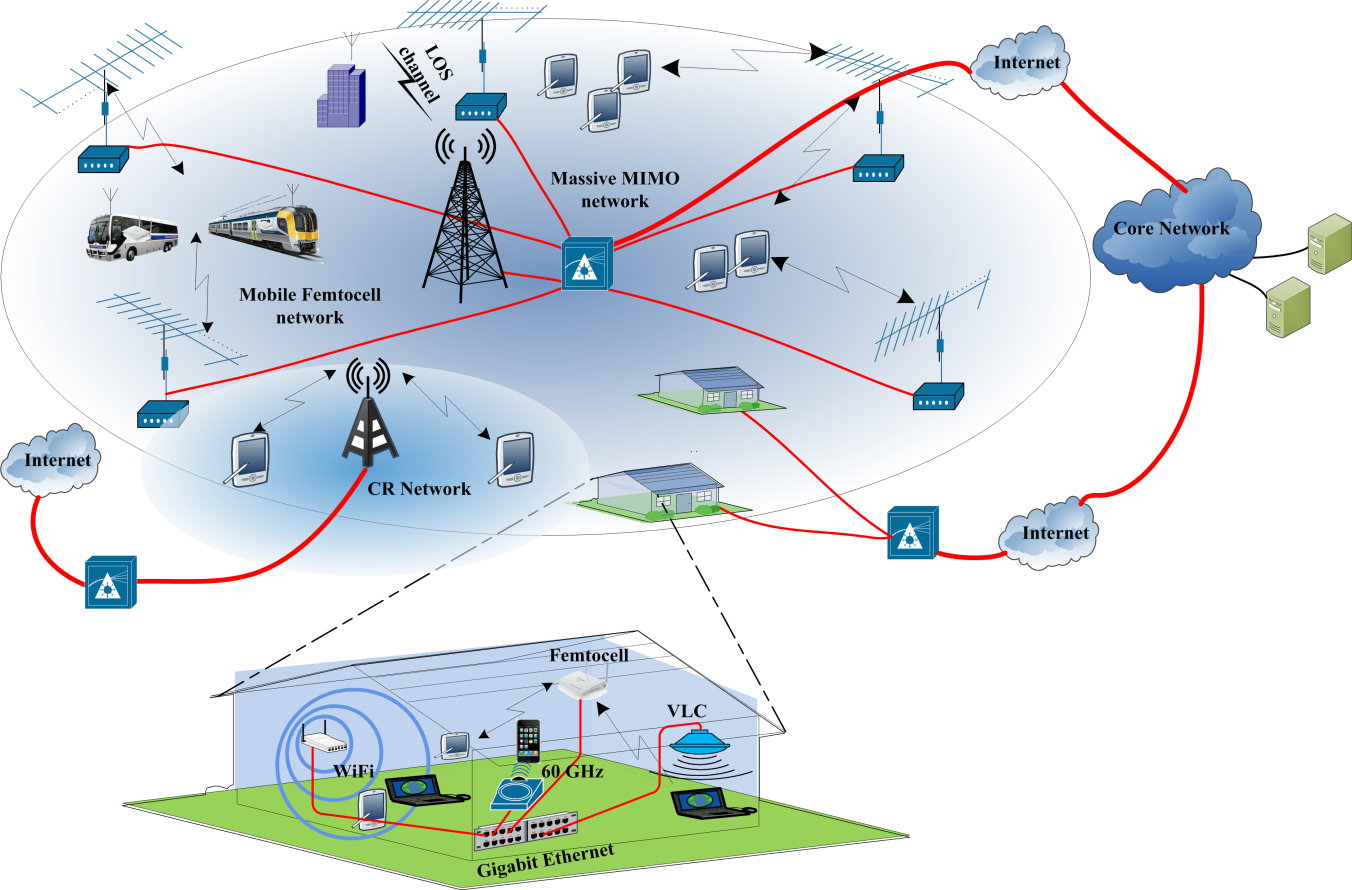 LOS
channel
Internet
Massive MIMO
network
Core Network
Mobile Femtocell
network
Internet
CR Network
Internet
Femtocell
VLC
WiFi
60 GHz
Gigabit Ethernet